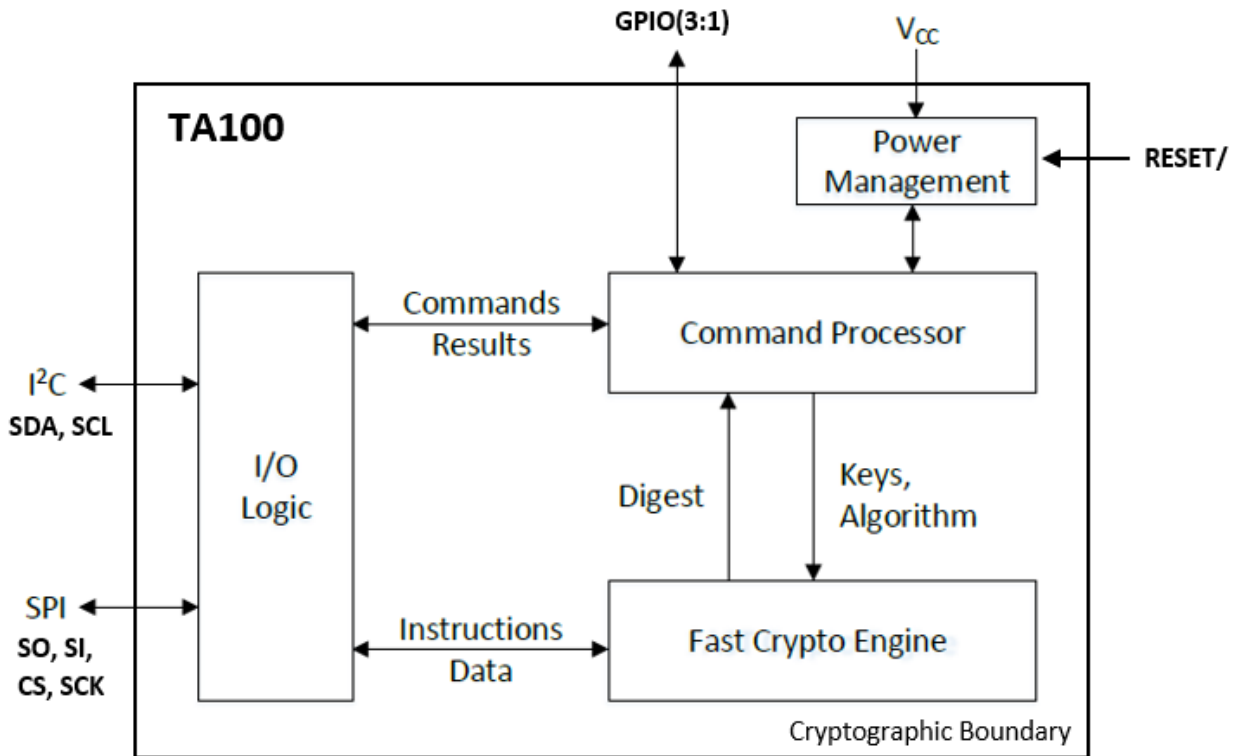 GPIO(3:1)
V_CC
TA100
Power
Management
RESET/
Commands
Results
Command Processor
I²C
SDA, SCL
I/O
Logic
Digest
Keys,
Algorithm
SPI
SO, SI,
CS, SCK
Instructions
Data
Fast Crypto Engine
Cryptographic Boundary